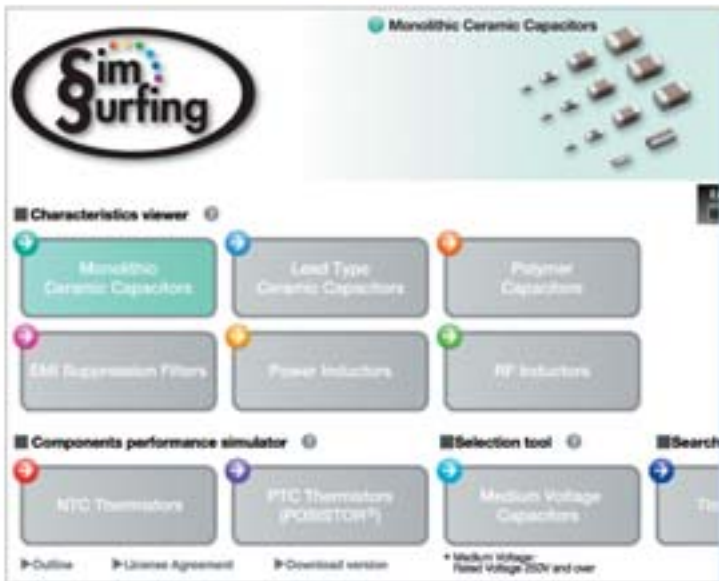 Sim
Surfing
Monolithic Ceramic Capacitors
Characteristics viewer
Monolithic
Ceramic Capacitors
Lead Type
Ceramic Capacitors
Polymer
Capacitors
EMI Suppression Filters
Power Inductors
RF Inductors
Components performance simulator
Selection tool
Search
NTC Thermistors
PTC Thermistors
(POSISTOR®)
Medium Voltage
Capacitors
Outline
License Agreement
Download version
* Medium Voltage:
Rated Voltage 250V and over